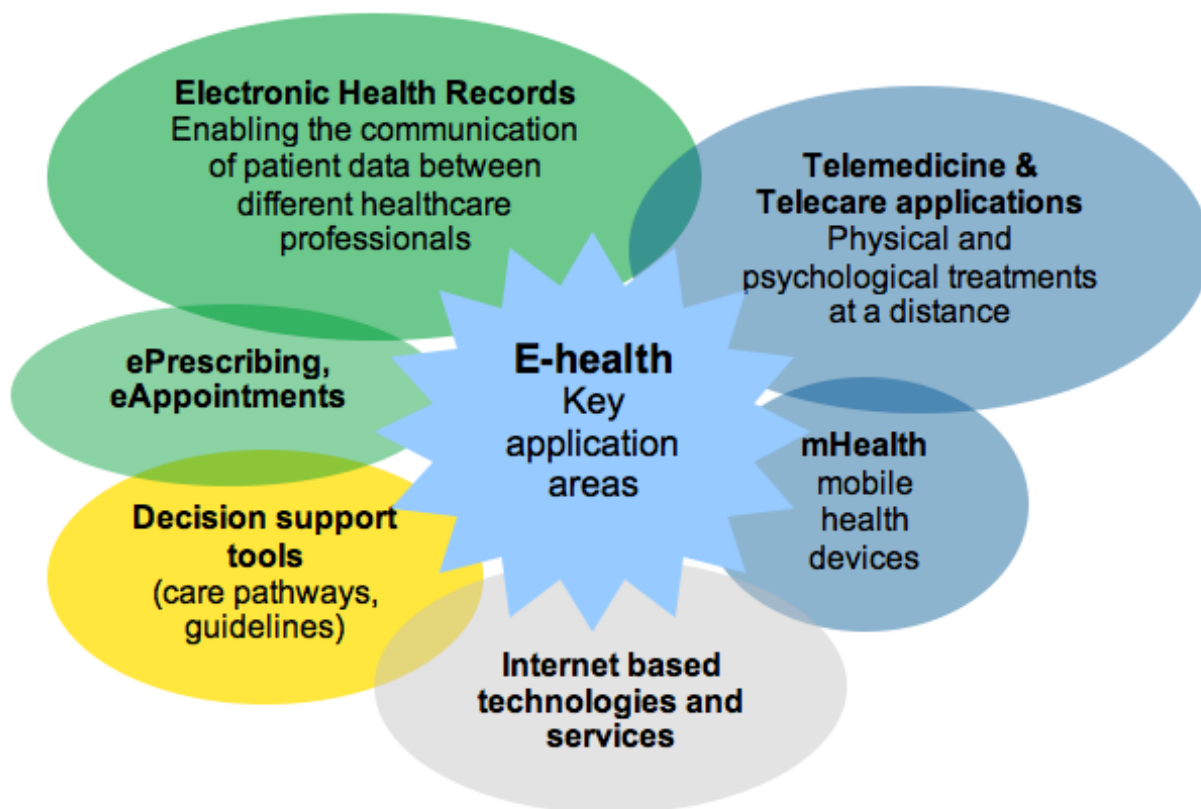 Electronic Health Records
Enabling the communication
of patient data between
different healthcare
professionals
Telemedicine &
Telecare applications
Physical and
psychological treatments
at a distance
E-health
Key
application
areas
ePrescribing,
eAppointments
mHealth
mobile
health
devices
Decision support
tools
(care pathways,
guidelines)
Internet based
technologies and
services